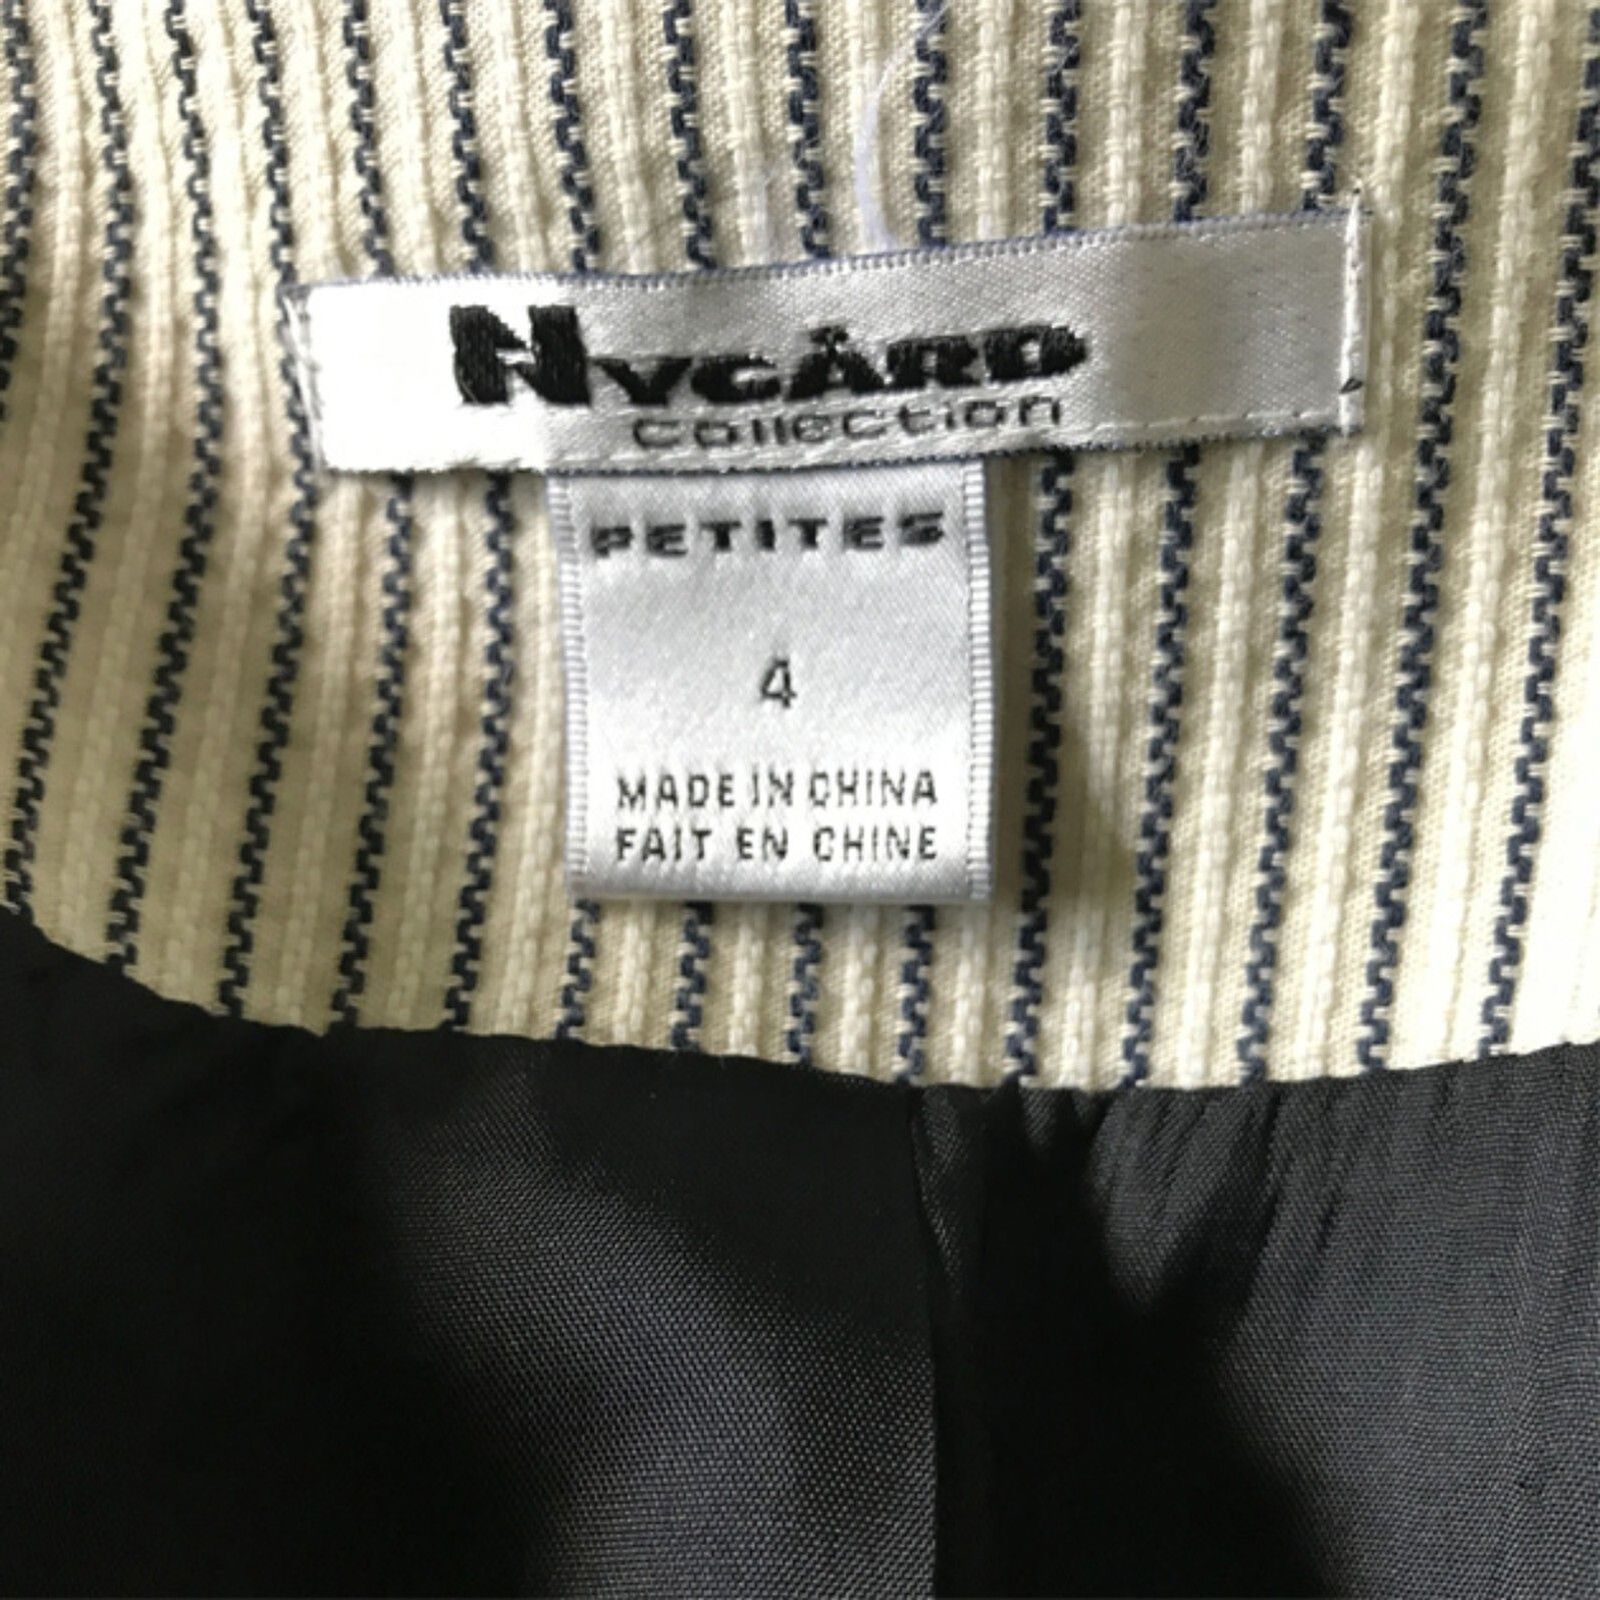 NYGÅRD
Collection
PETITES
4
MADE IN CHINA
FAIT EN CHINE